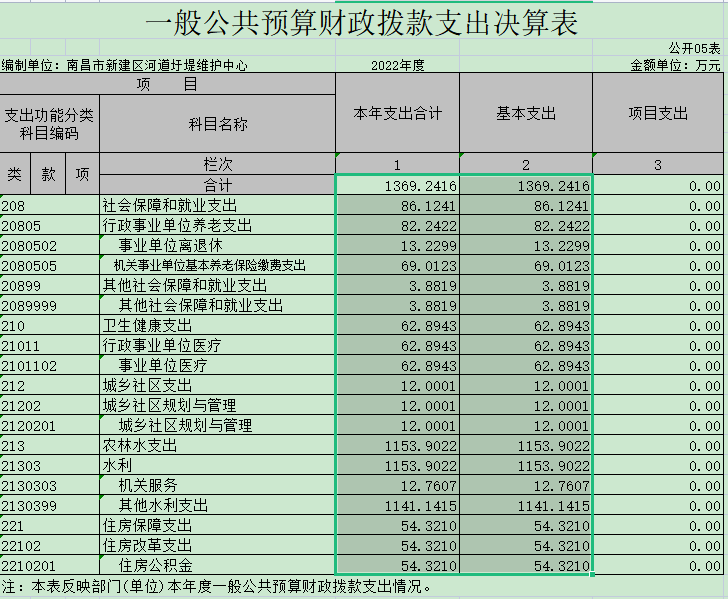 一般公共预算财政拨款支出决算表
公开05表
编制单位：南昌市新建区河道圩堤维护中心 2022年度 金额单位：万元
项 目 本年支出合计 基本支出 项目支出
支出功能分类科目编码 科目名称
类 款 项 栏次 1 2 3
合计 1369.2416 1369.2416 0.00
208 社会保障和就业支出 86.1241 86.1241 0.00
20805 行政事业单位养老支出 82.2422 82.2422 0.00
2080502 事业单位离退休 13.2299 13.2299 0.00
2080505 机关事业单位基本养老保险缴费支出 69.0123 69.0123 0.00
20899 其他社会保障和就业支出 3.8819 3.8819 0.00
2089999 其他社会保障和就业支出 3.8819 3.8819 0.00
210 卫生健康支出 62.8943 62.8943 0.00
21011 行政事业单位医疗 62.8943 62.8943 0.00
2101102 事业单位医疗 62.8943 62.8943 0.00
212 城乡社区支出 12.0001 12.0001 0.00
21202 城乡社区规划与管理 12.0001 12.0001 0.00
2120201 城乡社区规划与管理 12.0001 12.0001 0.00
213 农林水支出 1153.9022 1153.9022 0.00
21303 水利 1153.9022 1153.9022 0.00
2130303 机关服务 12.7607 12.7607 0.00
2130399 其他水利支出 1141.1415 1141.1415 0.00
221 住房保障支出 54.3210 54.3210 0.00
22102 住房改革支出 54.3210 54.3210 0.00
2210201 住房公积金 54.3210 54.3210 0.00
注：本表反映部门(单位)本年度一般公共预算财政拨款支出情况。